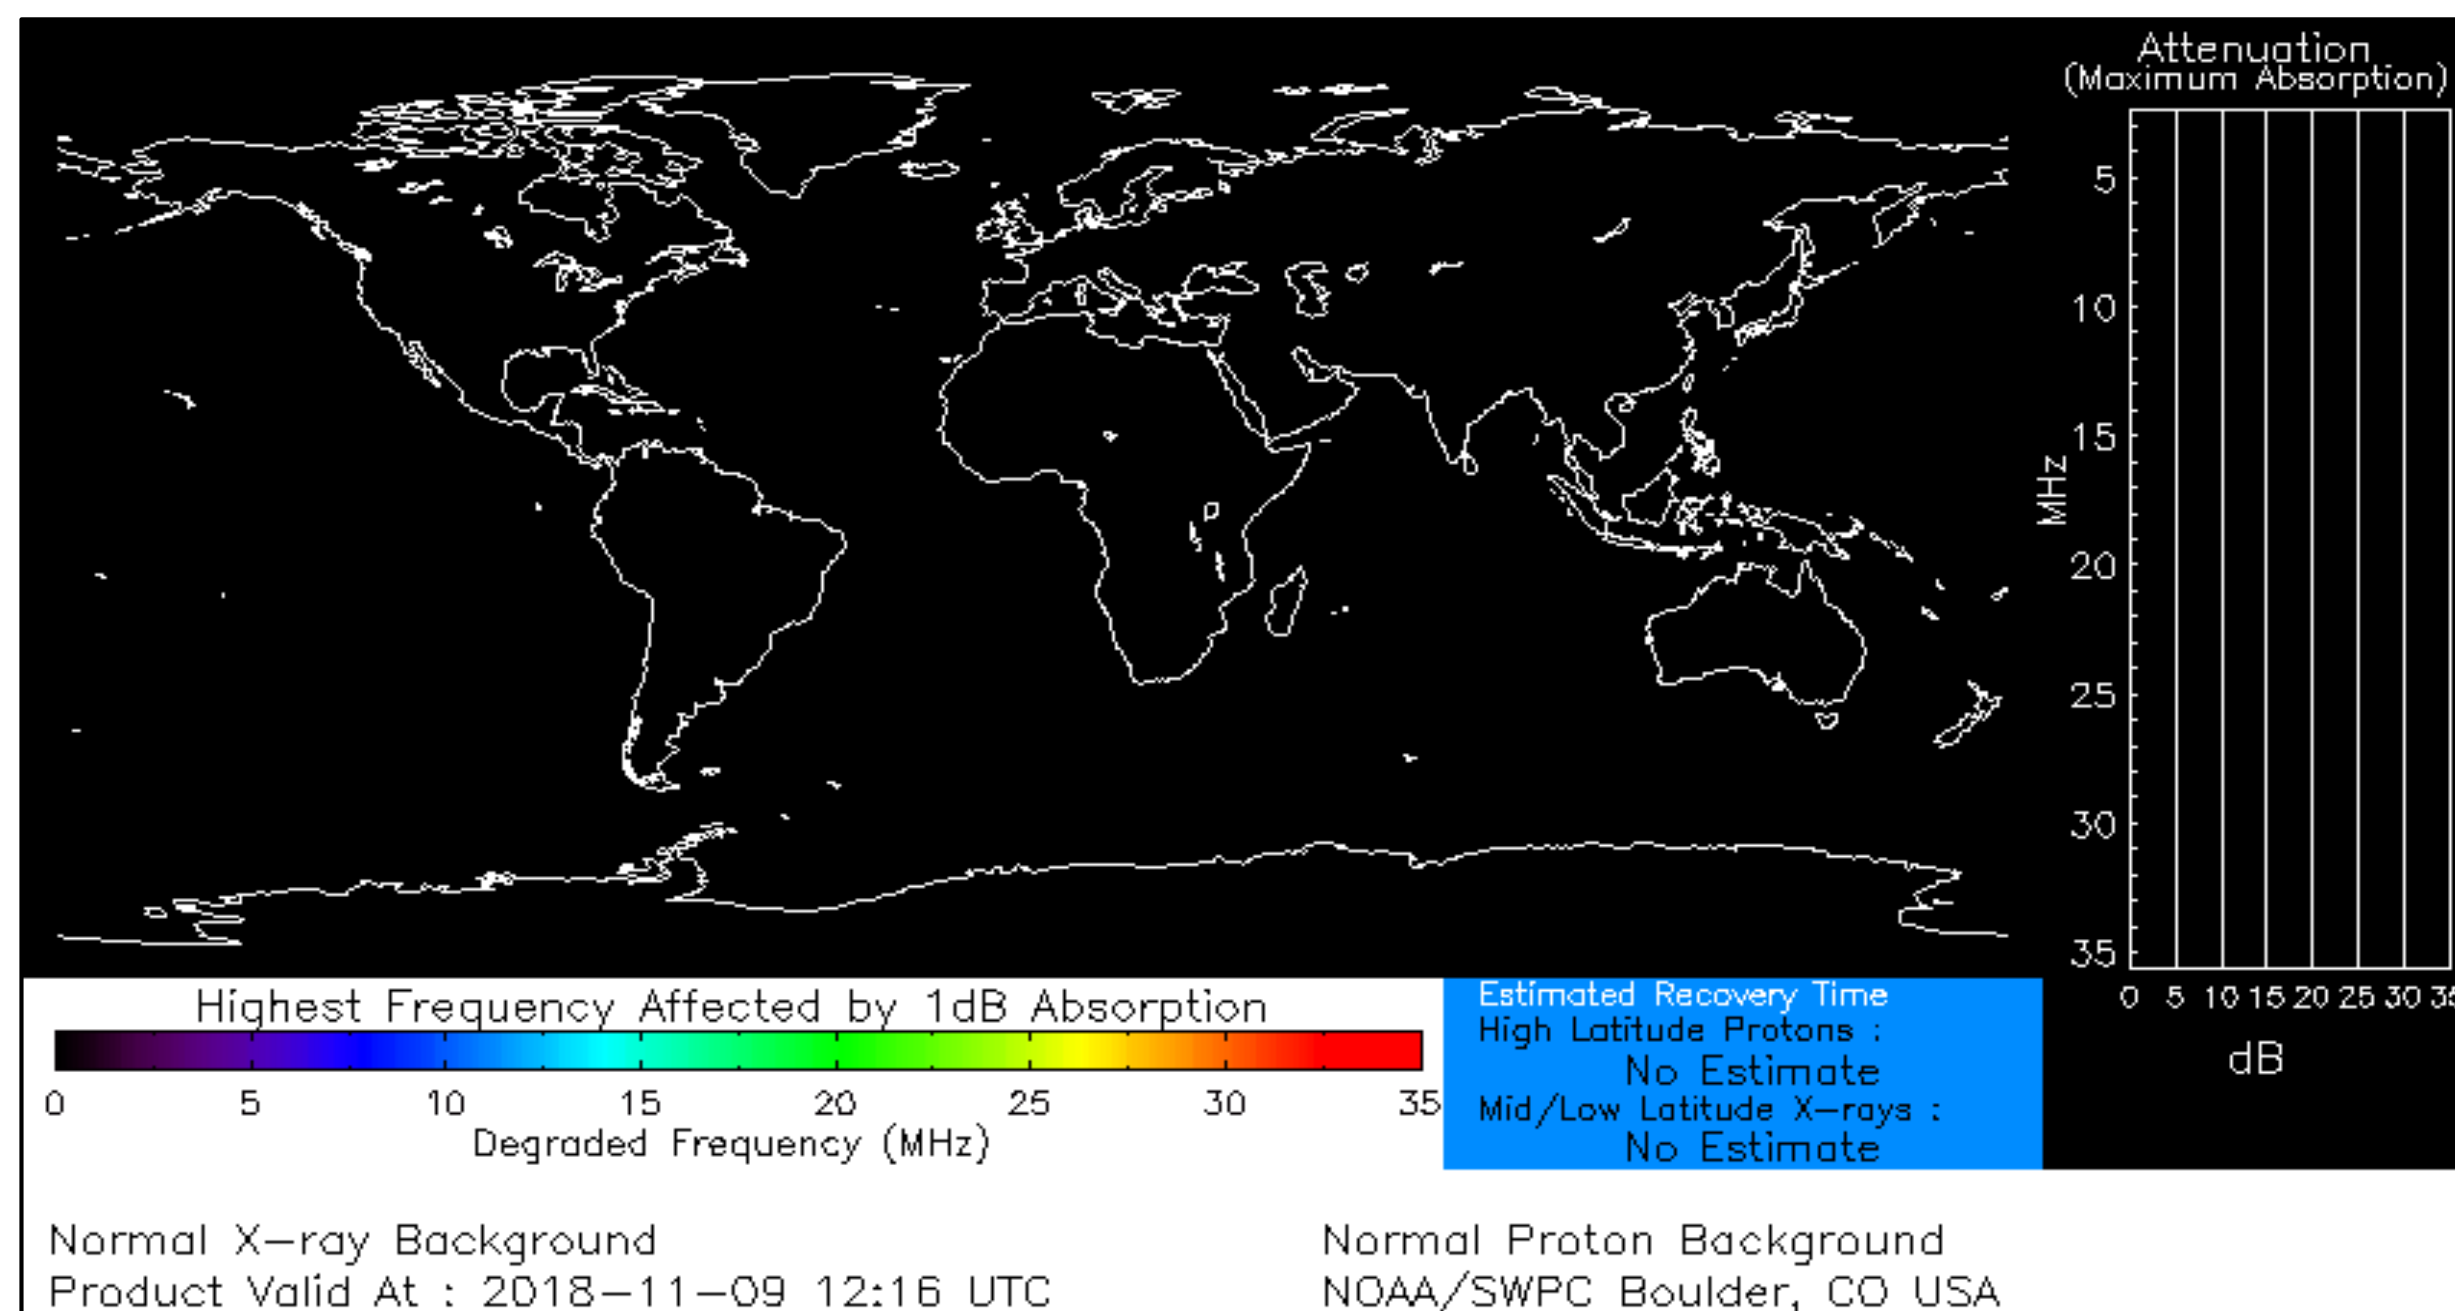 Attenuation
(Maximum Absorption)
5
10
15
20
25
30
35
MHz
0 5 10 15 20 25 30
dB
Highest Frequency Affected by 1dB Absorption
0 5 10 15 20 25 30 35
Degraded Frequency (MHz)
Estimated Recovery Time
High Latitude Protons :
No Estimate
Mid/Low Latitude X-rays :
No Estimate
Normal X-ray Background
Product Valid At : 2018-11-09 12:16 UTC
Normal Proton Background
NOAA/SWPC Boulder, CO USA